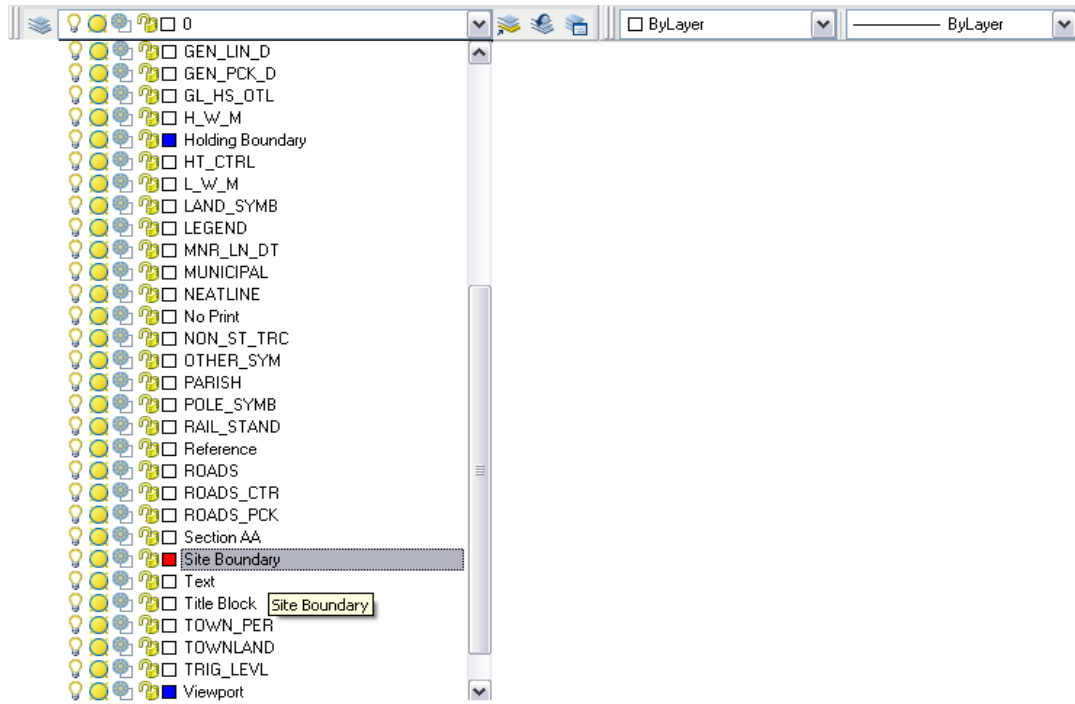 0 ByLayer ByLayer
GEN_LIN_D
GEN_PCK_D
GL_HS_OTL
H_W_M
Holding Boundary
HT_CTRL
L_W_M
LAND_SYMB
LEGEND
MNR_LN_DT
MUNICIPAL
NEATLINE
No Print
NON_ST_TRC
OTHER_SYM
PARISH
POLE_SYMB
RAIL_STAND
Reference
ROADS
ROADS_CTR
ROADS_PCK
Section AA
Site Boundary
Text
Title Block Site Boundary
TOWN_PER
TOWNLAND
TRIG_LEVL
Viewport